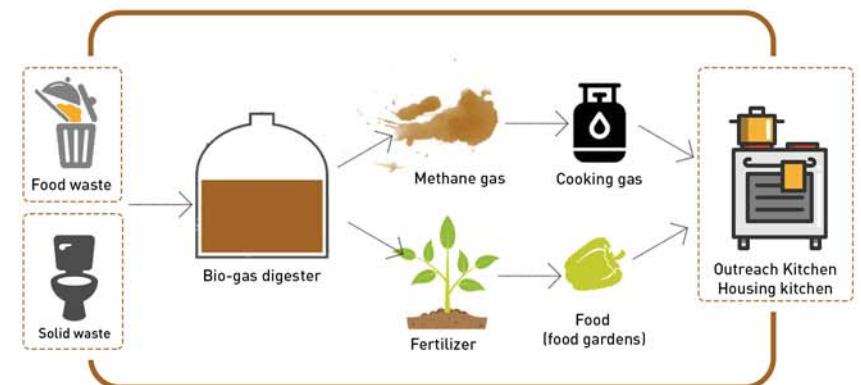 Food waste
Solid waste
Bio-gas digester
Methane gas
Cooking gas
Fertilizer
Food
(food gardens)
Outreach Kitchen
Housing kitchen